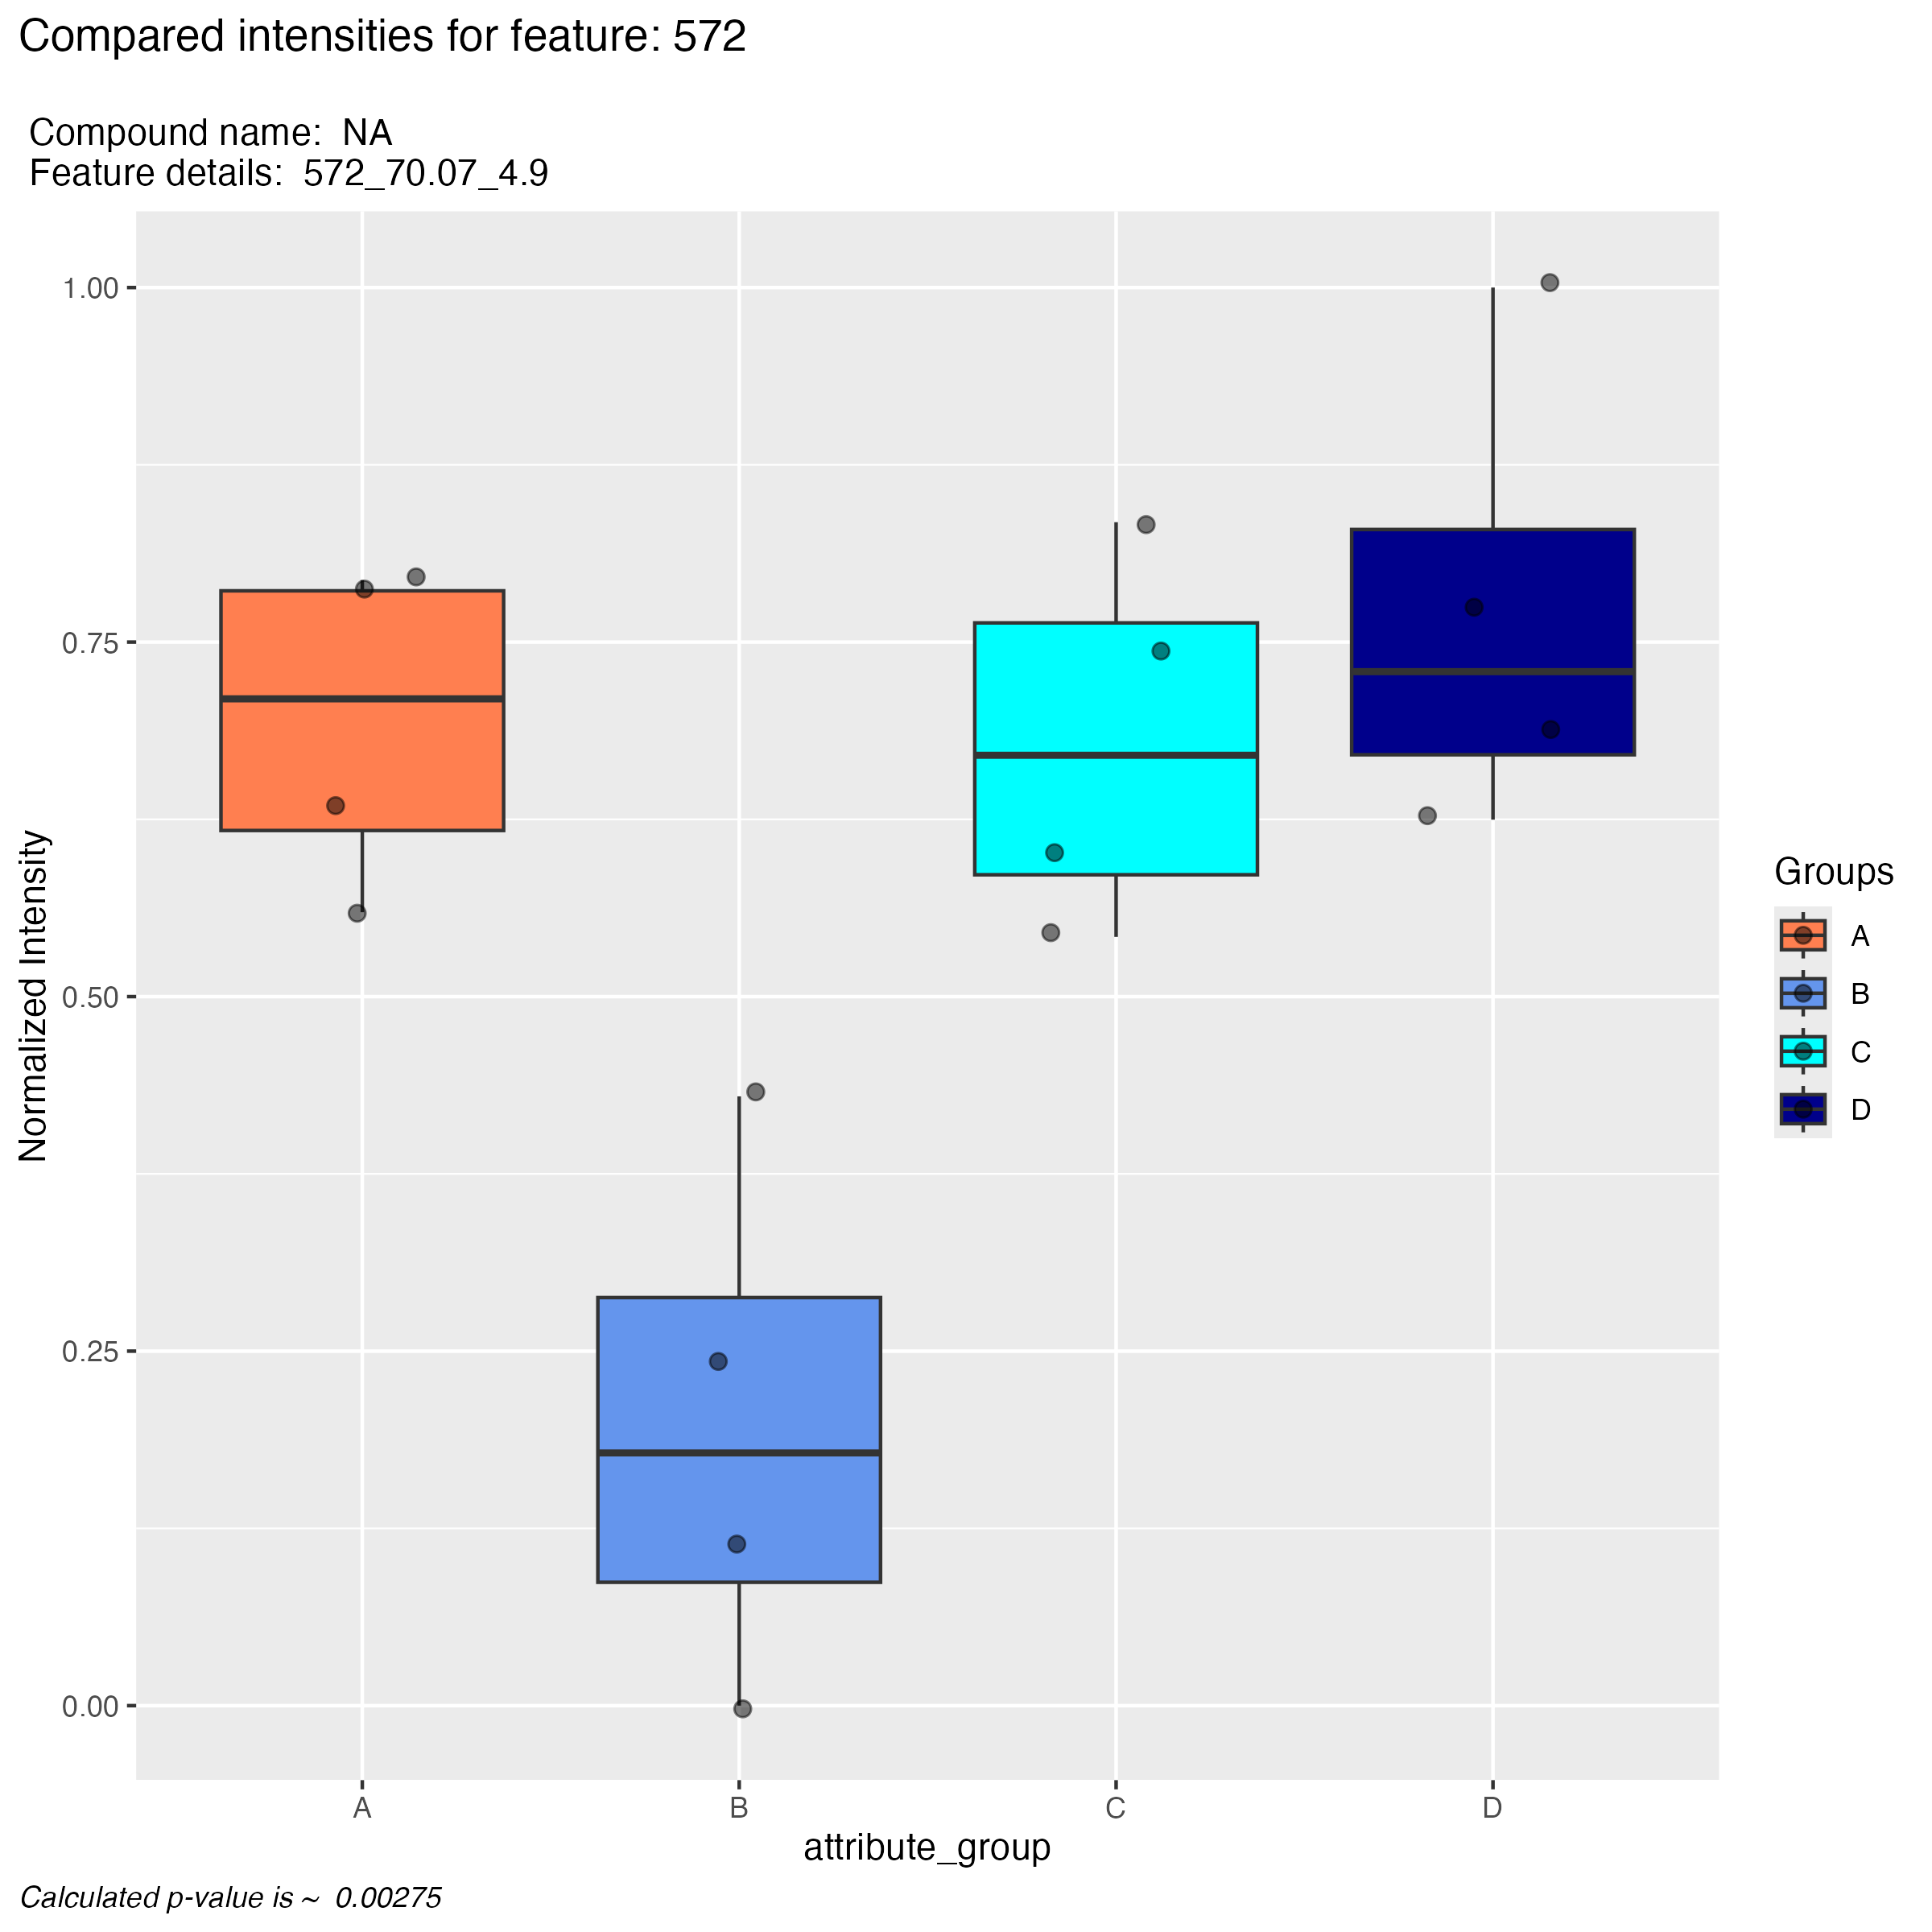 Compared intensities for feature: 572
Compound name:  NA
Feature details:  572_70.07_4.9
Normalized Intensity
1.00
0.75
0.50
0.25
0.00
A
B
C
D
attribute_group
Groups
A
B
C
D
Calculated p-value is ~  0.00275